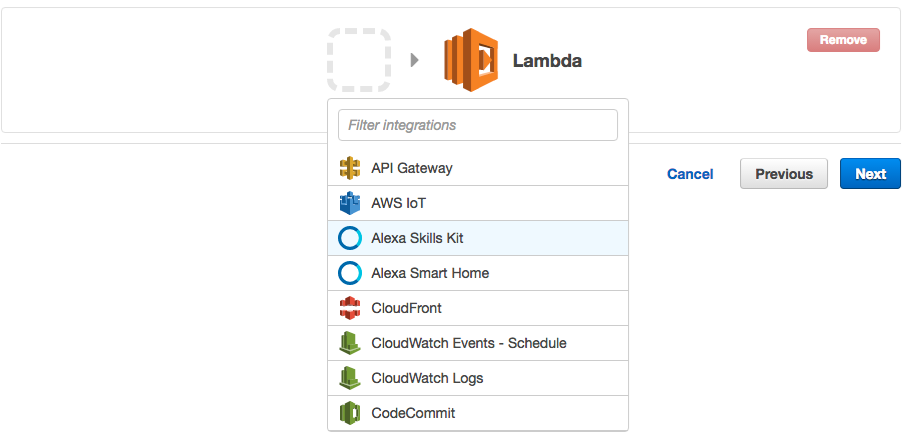 Lambda
Remove
Filter integrations
API Gateway
AWS IoT
Alexa Skills Kit
Alexa Smart Home
CloudFront
CloudWatch Events - Schedule
CloudWatch Logs
CodeCommit
Cancel
Previous
Next